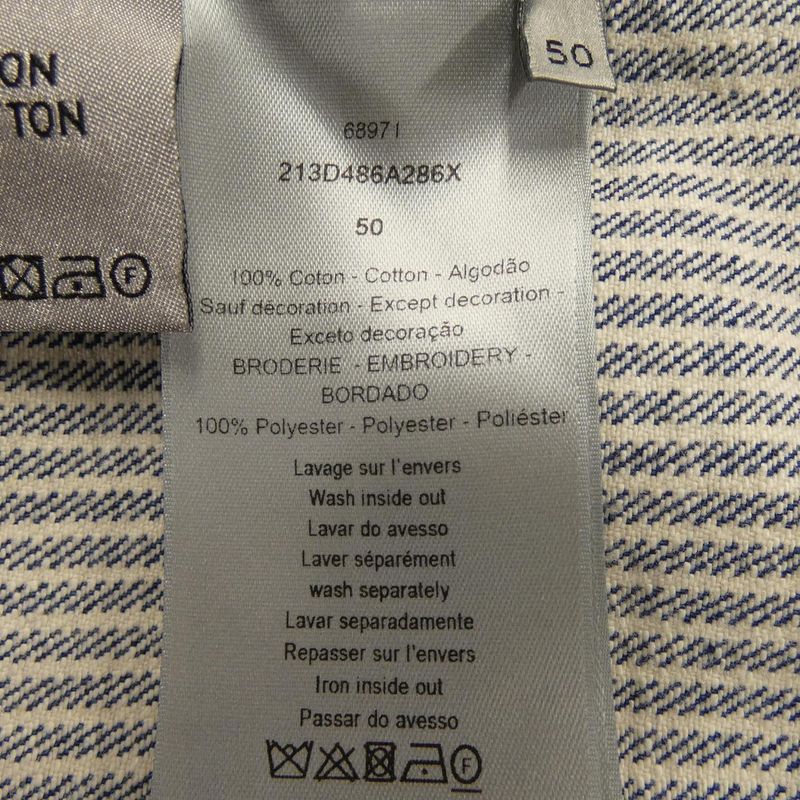 ON
TON
F
50
68971
213D486A286X
50
100% Coton - Cotton - Algodão
Sauf décoration - Except decoration -
Exceto decoração
BRODERIE - EMBROIDERY -
BORDADO
100% Polyester - Polyester - Poliéster
Lavage sur l'envers
Wash inside out
Lavar do avesso
Laver séparément
wash separately
Lavar separadamente
Repasser sur l'envers
Iron inside out
Passar do avesso
F